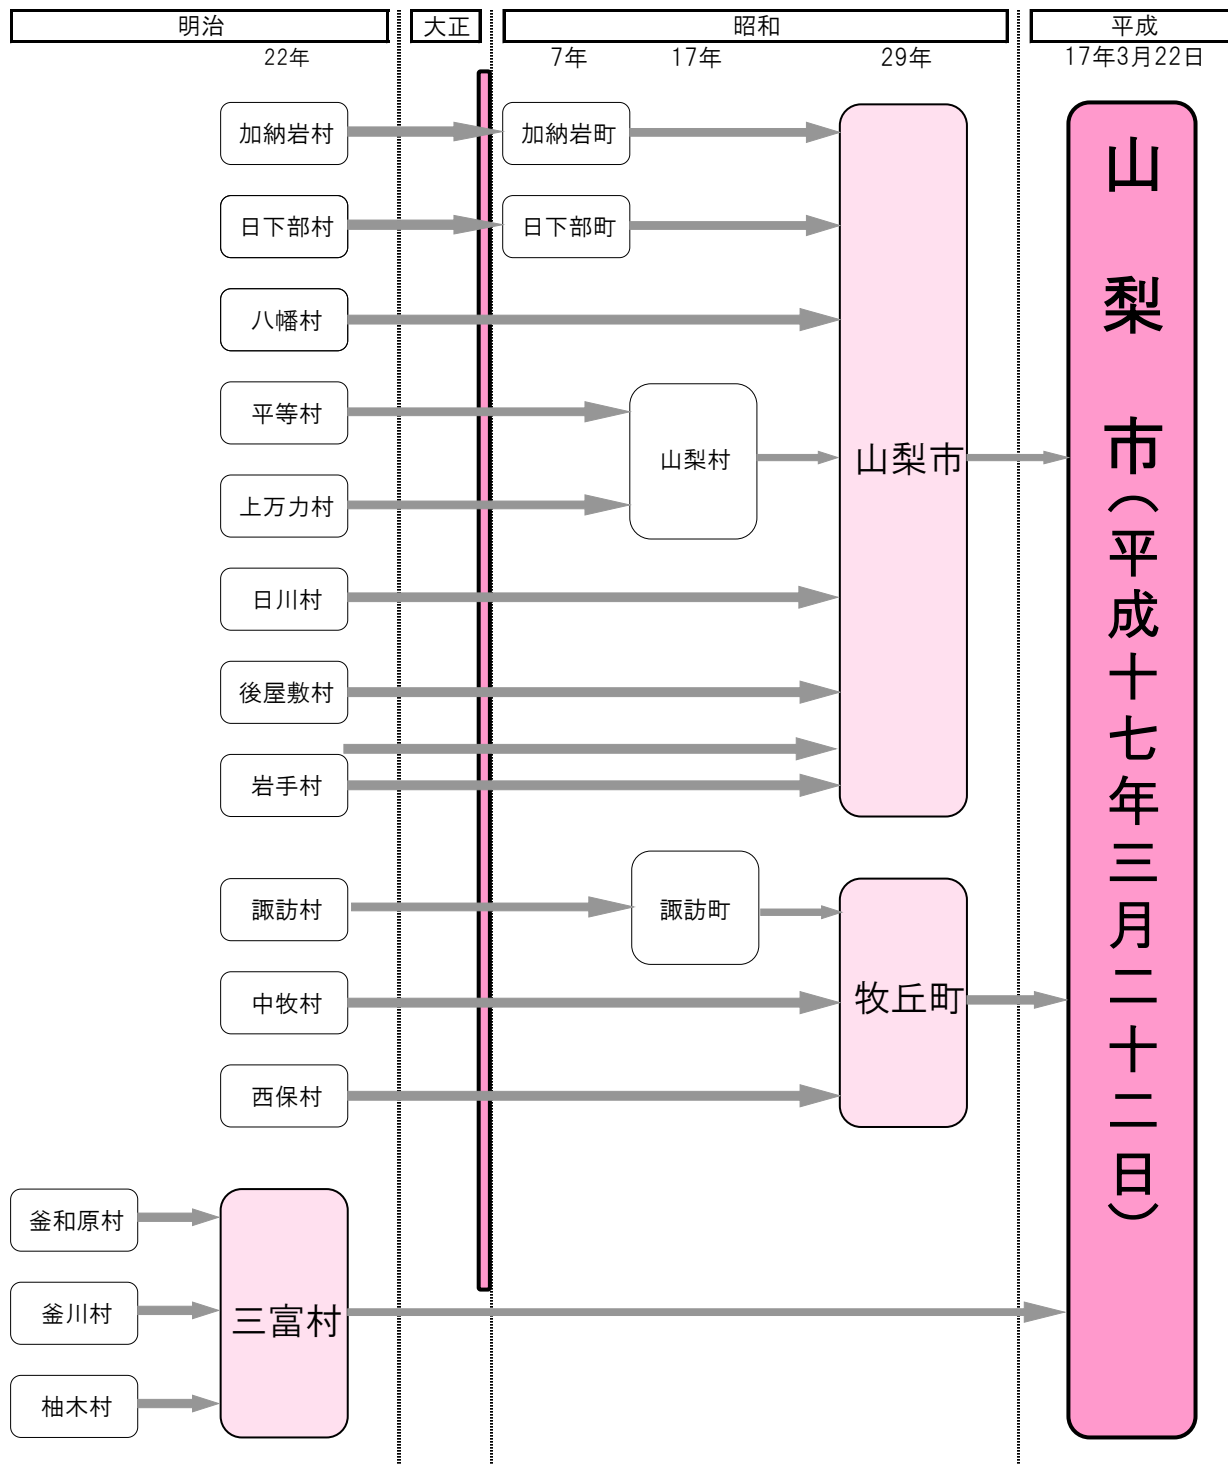 明治
大正
昭和
平成
22年
7年
17年
29年
17年3月22日
加納岩村
加納岩町
日下部村
日下部町
八幡村
平等村
上万力村
山梨村
山梨市
日川村
後屋敷村
岩手村
諏訪村
諏訪町
中牧村
牧丘町
西保村
釜和原村
釜川村
柚木村
三富村
山梨市(平成十七年三月二十二日)